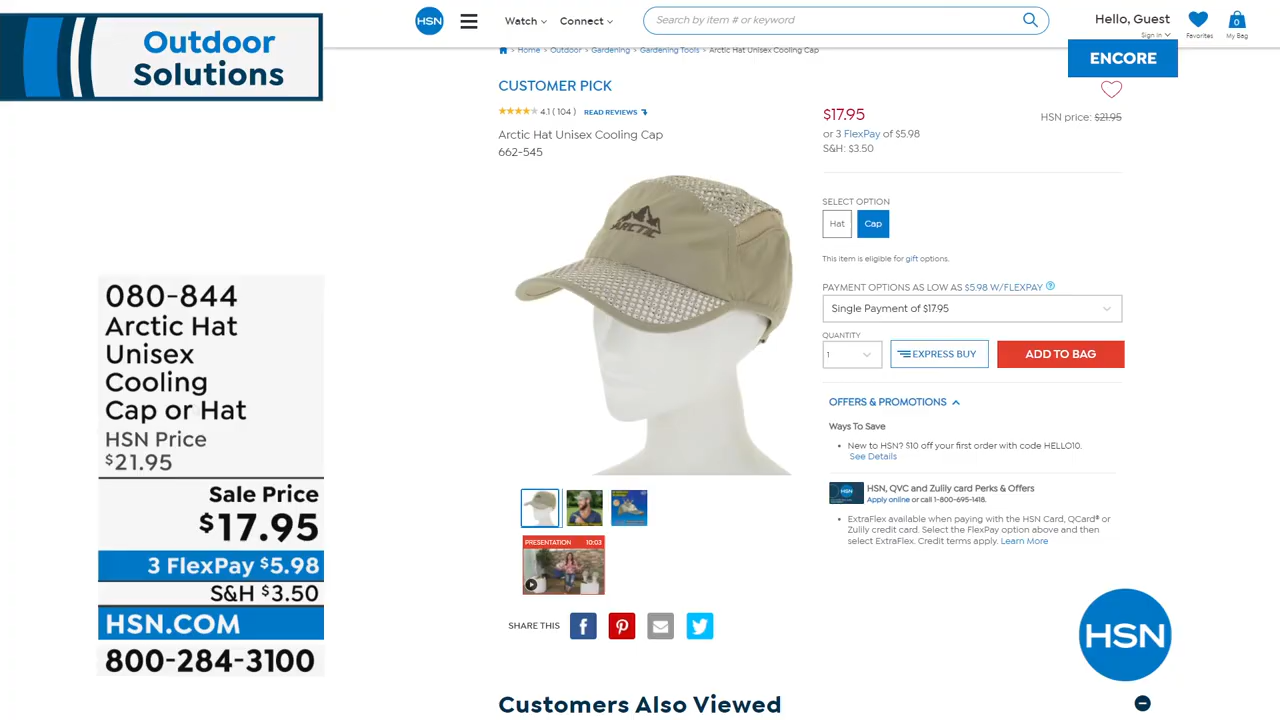 Outdoor
Solutions
HSN
Watch
Connect
Search by item # or keyword
Hello, Guest
Sign In
Favorites
0
My Bag
Home > Outdoor > Gardening > Gardening Tools > Arctic Hat Unisex Cooling Cap
ENCORE
CUSTOMER PICK
4.1 ( 104 ) READ REVIEWS
Arctic Hat Unisex Cooling Cap
662-545
$17.95
HSN price: $21.95
or 3 FlexPay of $5.98
S&H: $3.50
SELECT OPTION
Hat
Cap
This item is eligible for gift options.
PAYMENT OPTIONS AS LOW AS $5.98 W/FLEXPAY ?
Single Payment of $17.95
QUANTITY
1
EXPRESS BUY
ADD TO BAG
OFFERS & PROMOTIONS
Ways To Save
• New to HSN? $10 off your first order with code HELLO10.
See Details
HSN
HSN, QVC and Zulily card Perks & Offers
Apply online or call 1-800-695-1418.
• ExtraFlex available when paying with the HSN Card, QCard® or
Zulily credit card. Select the FlexPay option above and then
select ExtraFlex. Credit terms apply. Learn More
ARCTIC
PRESENTATION 10:03
SHARE THIS
Customers Also Viewed
080-844
Arctic Hat
Unisex
Cooling
Cap or Hat
HSN Price
$21.95
Sale Price
$17.95
3 FlexPay $5.98
S&H $3.50
HSN.COM
800-284-3100
HSN